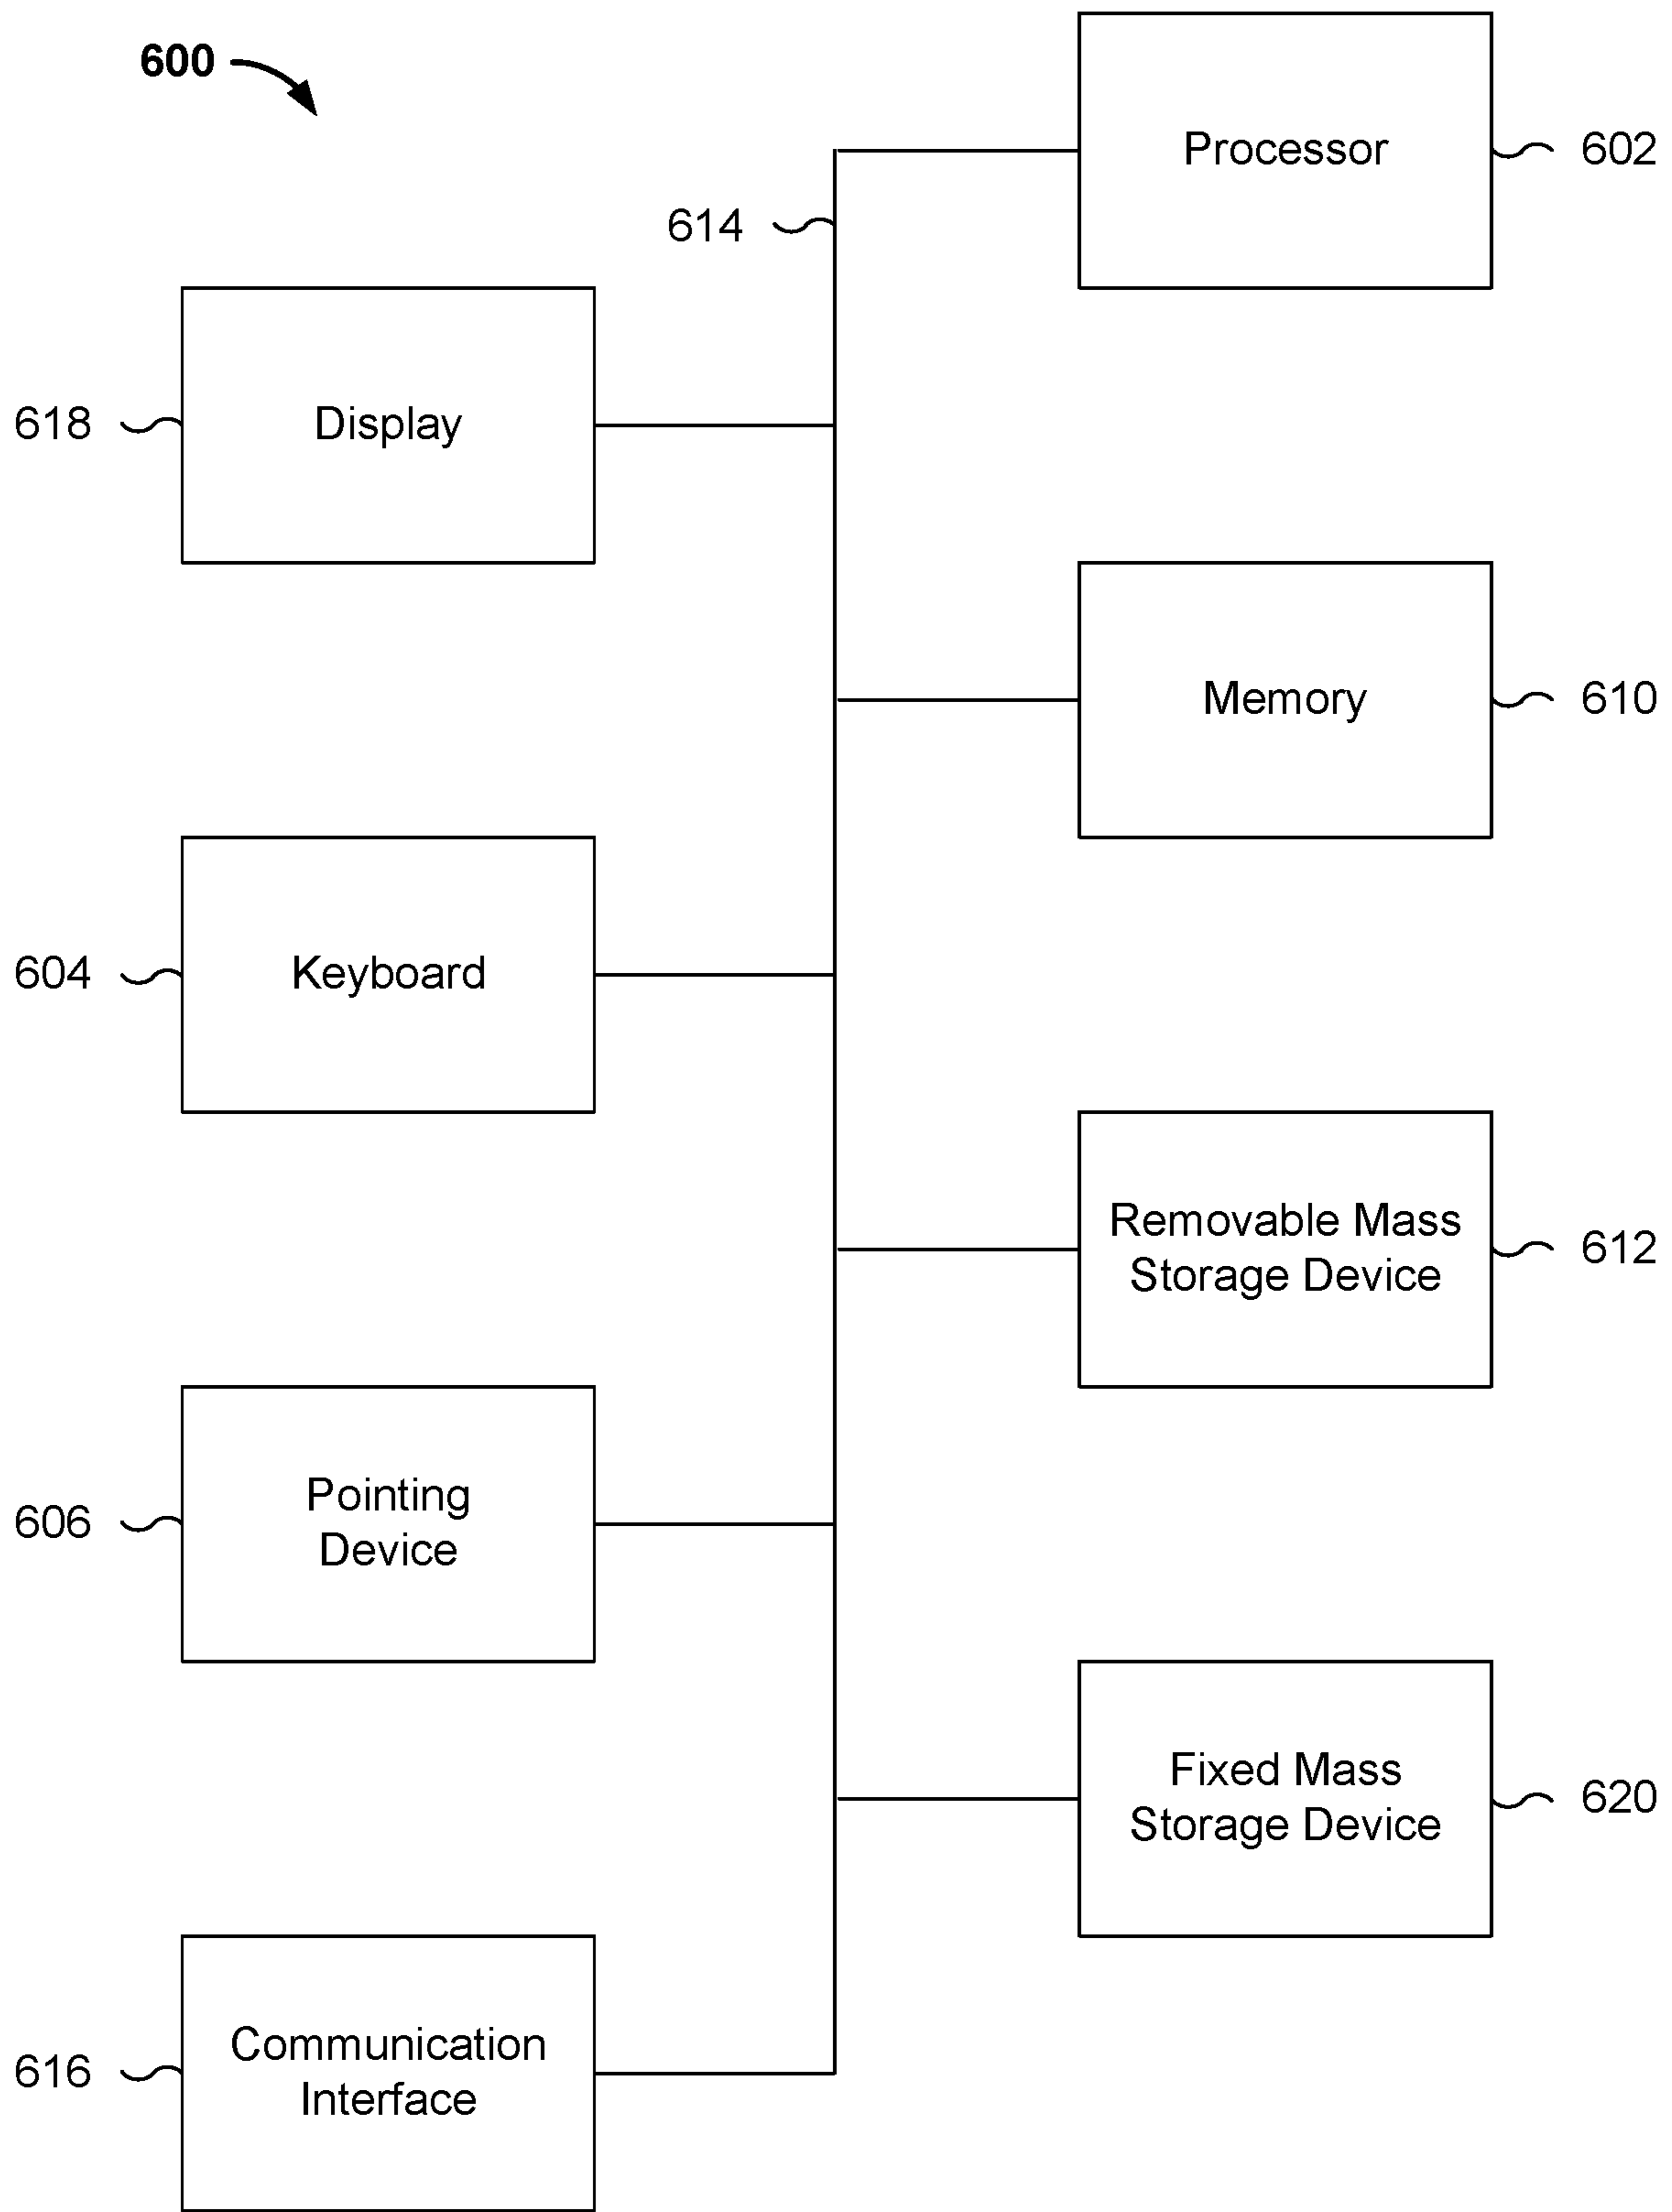 600
Processor
602
614
618
Display
Memory
610
604
Keyboard
Removable Mass
Storage Device
612
606
Pointing
Device
Fixed Mass
Storage Device
620
616
Communication
Interface